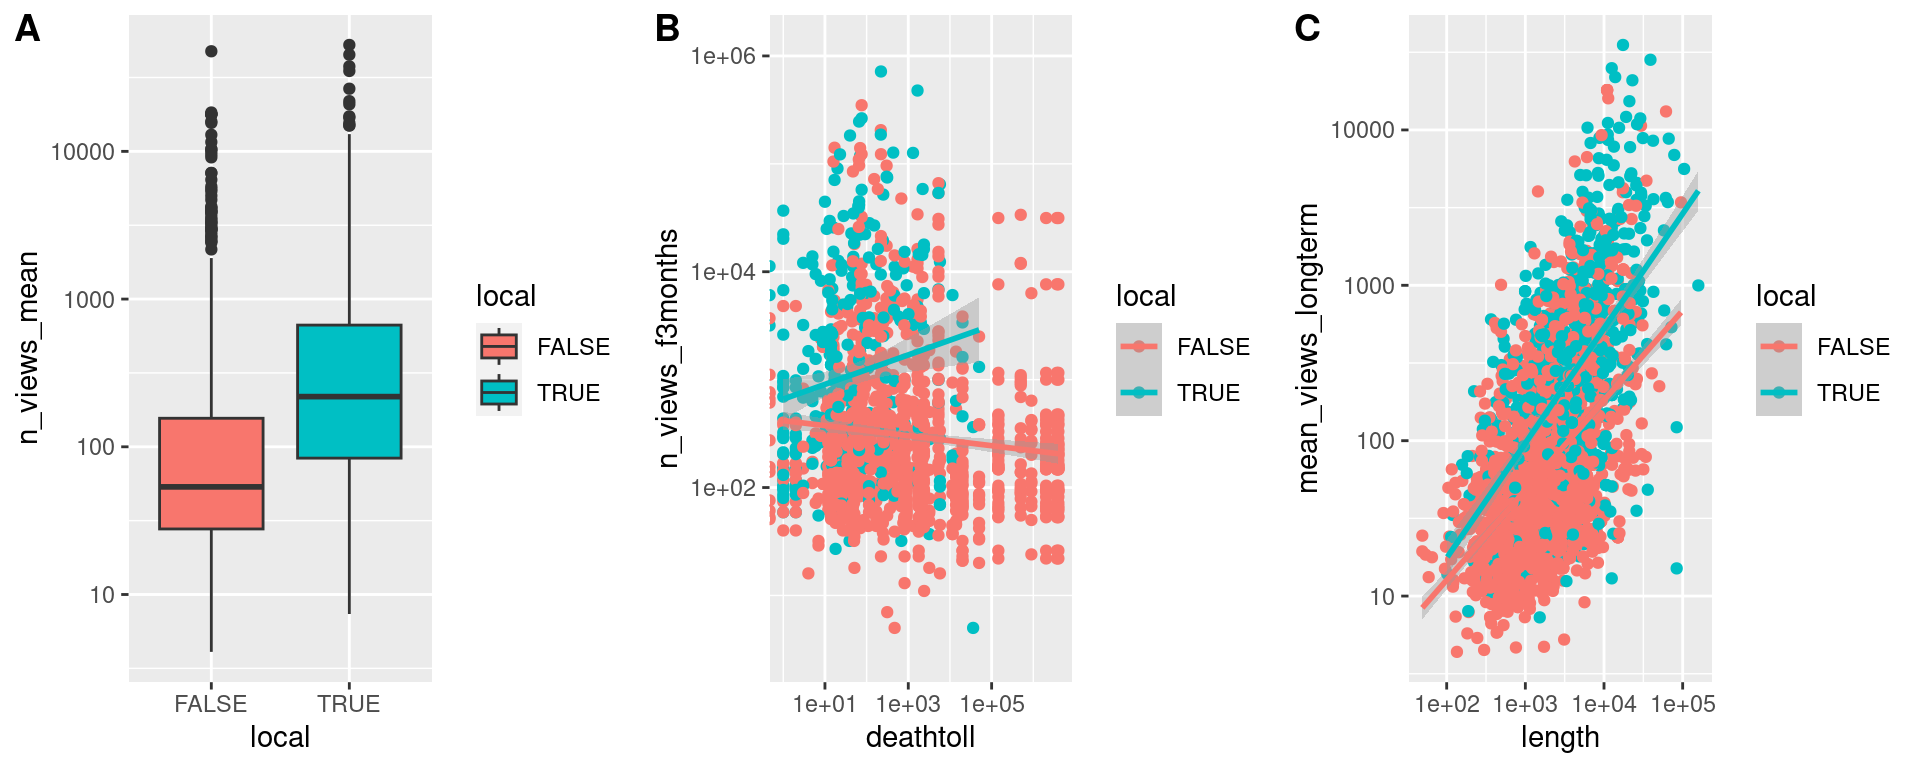 A
n_views_mean
10000
1000
100
10
FALSE TRUE
local
local
FALSE
TRUE
B
n_views_f3months
1e+06
1e+04
1e+02
1e+01 1e+03 1e+05
deathtoll
local
FALSE
TRUE
C
mean_views_longterm
10000
1000
100
10
1e+02 1e+03 1e+04 1e+05
length
local
FALSE
TRUE